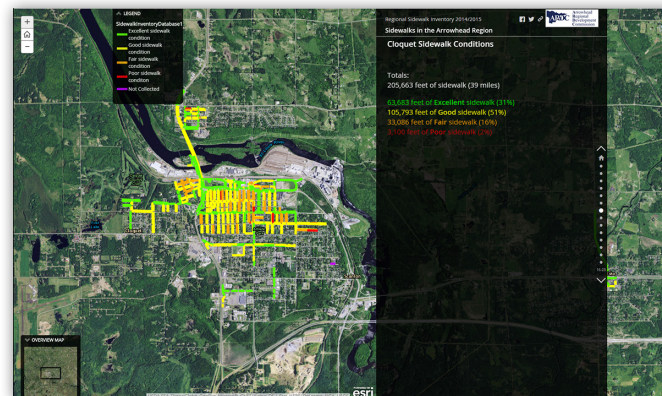 LEGEND
SidewalkInventoryDatabase1
Excellent sidewalk
condition
Good sidewalk
condition
Fair sidewalk
condition
Poor sidewalk
conditon
Not Collected
Regional Sidewalk Inventory 2014/2015
Arrowhead
Regional
Development
Commission
Sidewalks in the Arrowhead Region
Cloquet Sidewalk Conditions
Totals:
205,663 feet of sidewalk (39 miles)
63,683 feet of Excellent sidewalk (31%)
105,793 feet of Good sidewalk (51%)
33,086 feet of Fair sidewalk (16%)
3,100 feet of Poor sidewalk (2%)
OVERVIEW MAP
POWERED BY
esri